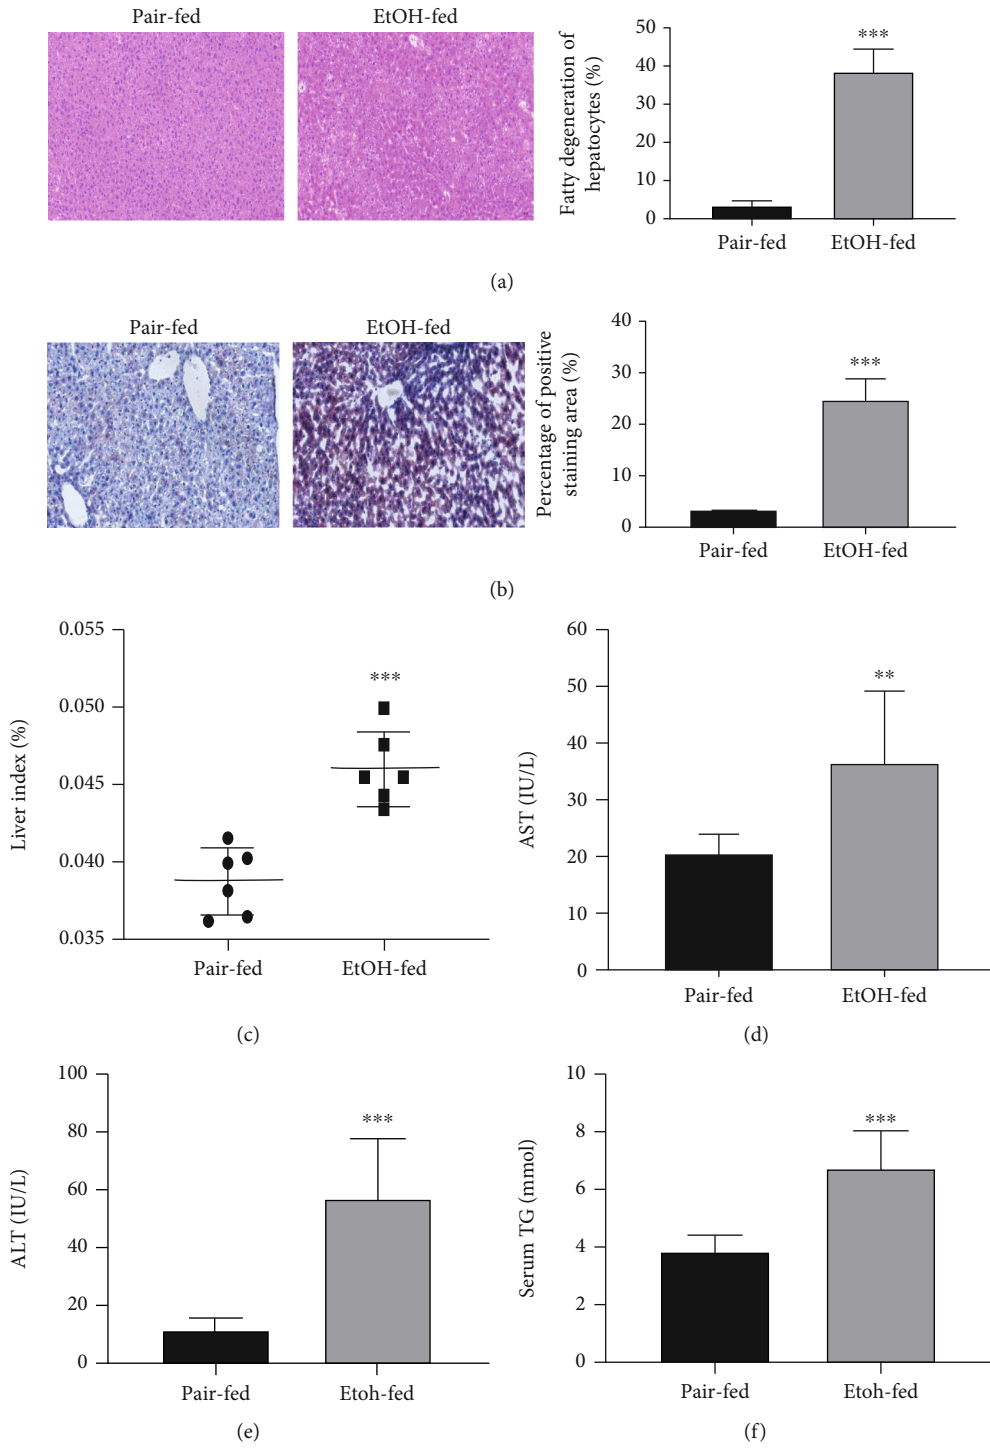 Pair-fed
EtOH-fed
Fatty degeneration of
hepatocytes (%)
50
40
30
20
10
0
***
Pair-fed
EtOH-fed
(a)
Pair-fed
EtOH-fed
Percentage of positive
staining area (%)
40
30
20
10
0
***
Pair-fed
EtOH-fed
(b)
Liver index (%)
0.055
0.050
0.045
0.040
0.035
***
Pair-fed
EtOH-fed
(c)
AST (IU/L)
60
50
40
30
20
10
0
**
Pair-fed
EtOH-fed
(d)
ALT (IU/L)
100
80
60
40
20
0
***
Pair-fed
Etoh-fed
(e)
Serum TG (mmol)
10
8
6
4
2
0
***
Pair-fed
Etoh-fed
(f)